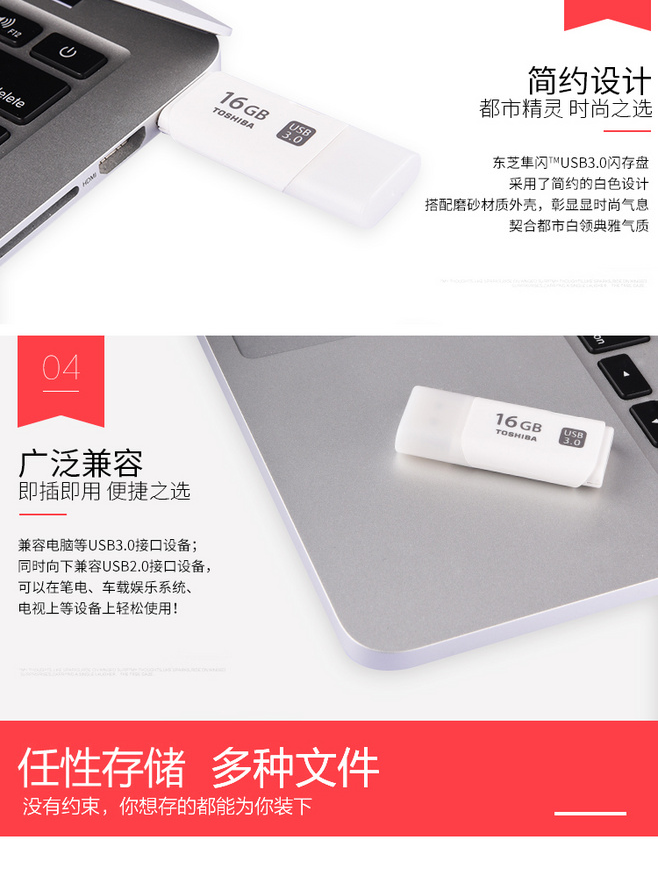 F12
delete
HDMI
16GB
TOSHIBA
USB
3.0
简约设计
都市精灵 时尚之选
东芝隼闪™USB3.0闪存盘
采用了简约的白色设计
搭配磨砂材质外壳，彰显显时尚气息
契合都市白领典雅气质
04
广泛兼容
即插即用 便捷之选
兼容电脑等USB3.0接口设备；
同时向下兼容USB2.0接口设备，
可以在笔电、车载娱乐系统、
电视上等设备上轻松使用！
16GB
TOSHIBA
USB
3.0
任性存储 多种文件
没有约束，你想存的都能为你装下